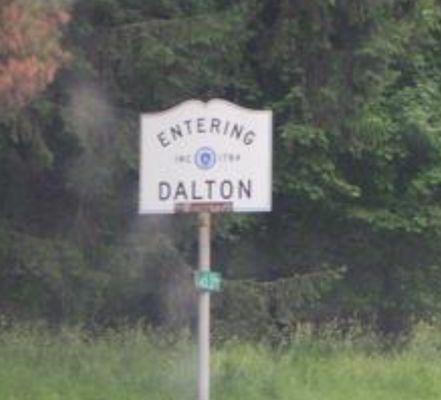 ENTERING
INC 1784
DALTON